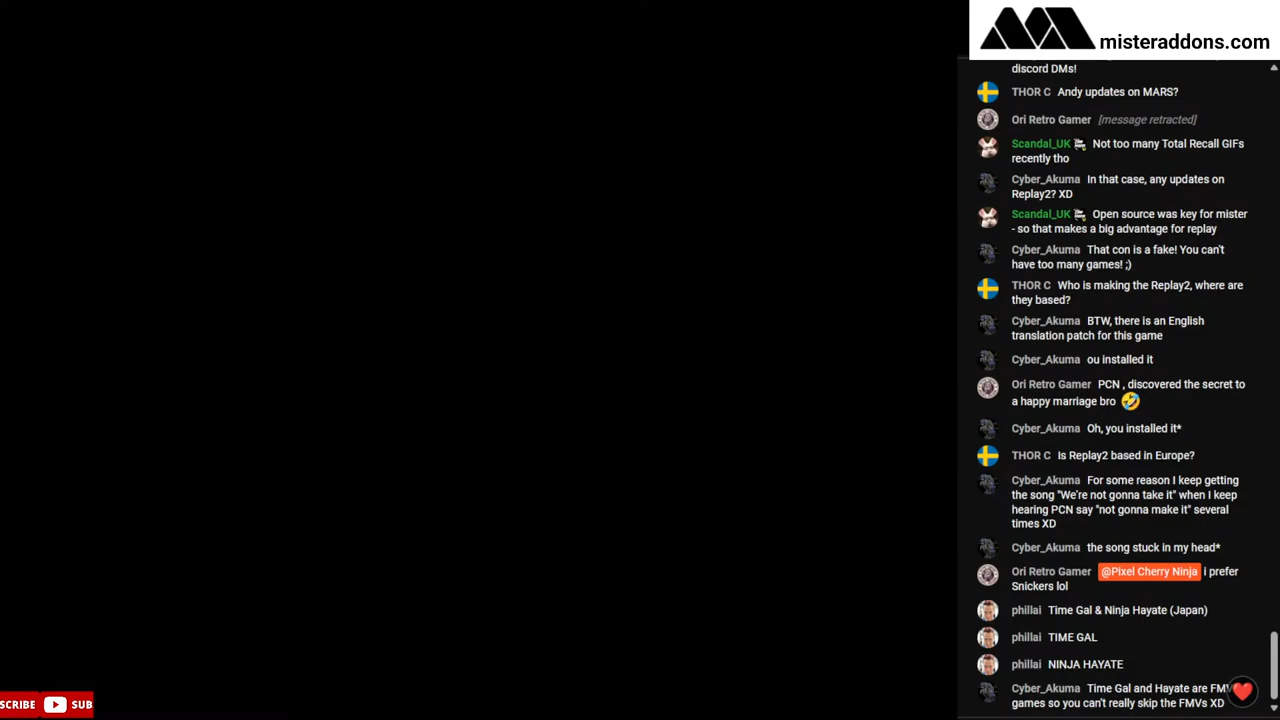 misteraddons.com
discord DMs!
THOR C Andy updates on MARS?
Ori Retro Gamer [message retracted]
Scandal_UK Not too many Total Recall GIFs
recently tho
Cyber_Akuma In that case, any updates on
Replay2? XD
Scandal_UK Open source was key for mister
- so that makes a big advantage for replay
Cyber_Akuma That con is a fake! You can't
have too many games! ;)
THOR C Who is making the Replay2, where are
they based?
Cyber_Akuma BTW, there is an English
translation patch for this game
Cyber_Akuma ou installed it
Ori Retro Gamer PCN , discovered the secret to
a happy marriage bro 🤣
Cyber_Akuma Oh, you installed it*
THOR C Is Replay2 based in Europe?
Cyber_Akuma For some reason I keep getting
the song "We're not gonna take it" when I keep
hearing PCN say "not gonna make it" several
times XD
Cyber_Akuma the song stuck in my head*
Ori Retro Gamer @Pixel Cherry Ninja i prefer
Snickers lol
phillai Time Gal & Ninja Hayate (Japan)
phillai TIME GAL
phillai NINJA HAYATE
Cyber_Akuma Time Gal and Hayate are FMV
games so you can't really skip the FMVs XD
SCRIBE SUB